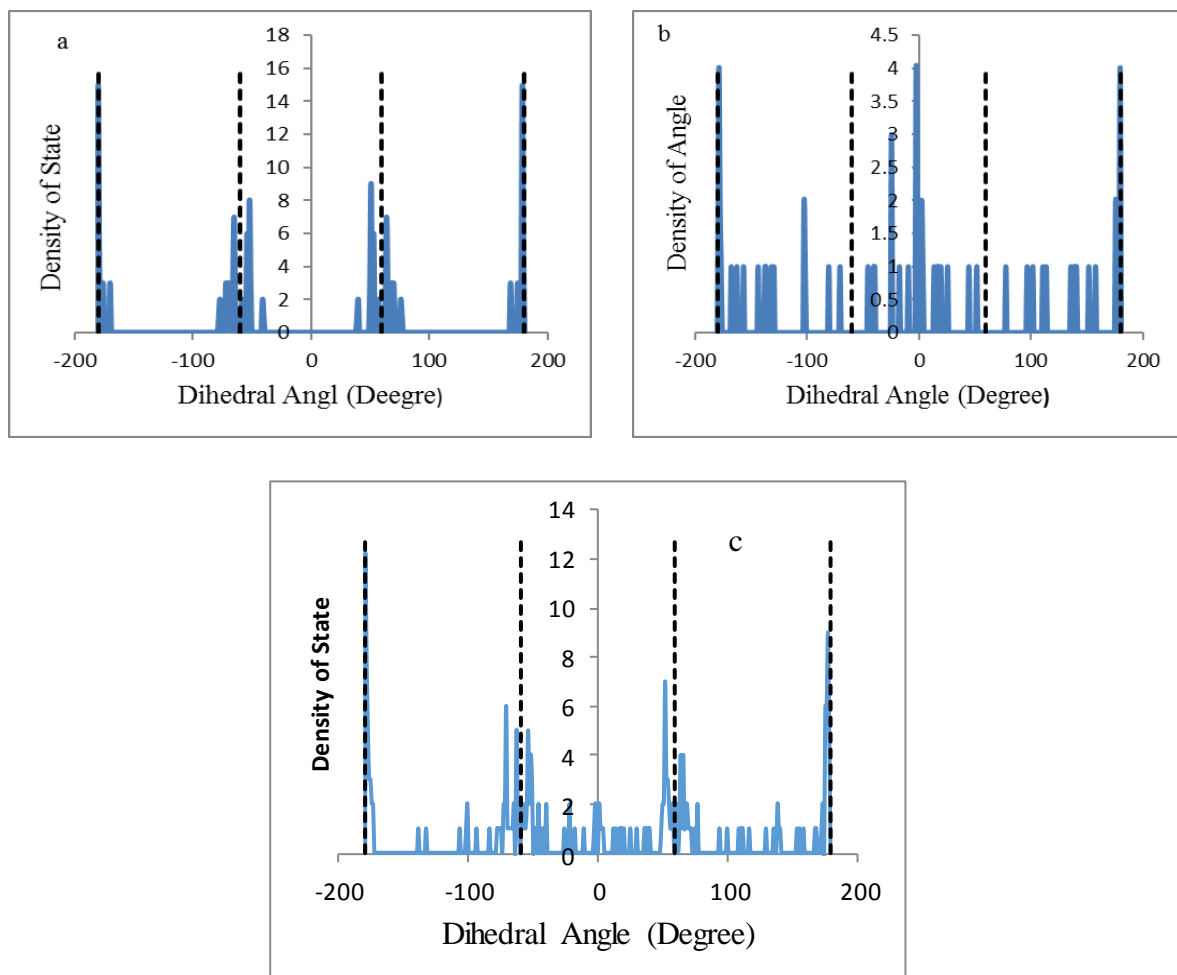 a
18
16
14
12
10
8
6
4
2
0
Density of State
-200 -100 0 100 200
Dihedral Angl (Deegre)
b
4.5
4
3.5
3
2.5
2
1.5
1
0.5
0
Density of Angle
-200 -100 0 100 200
Dihedral Angle (Degree)
c
14
12
10
8
6
4
2
0
Density of State
-200 -100 0 100 200
Dihedral Angle (Degree)